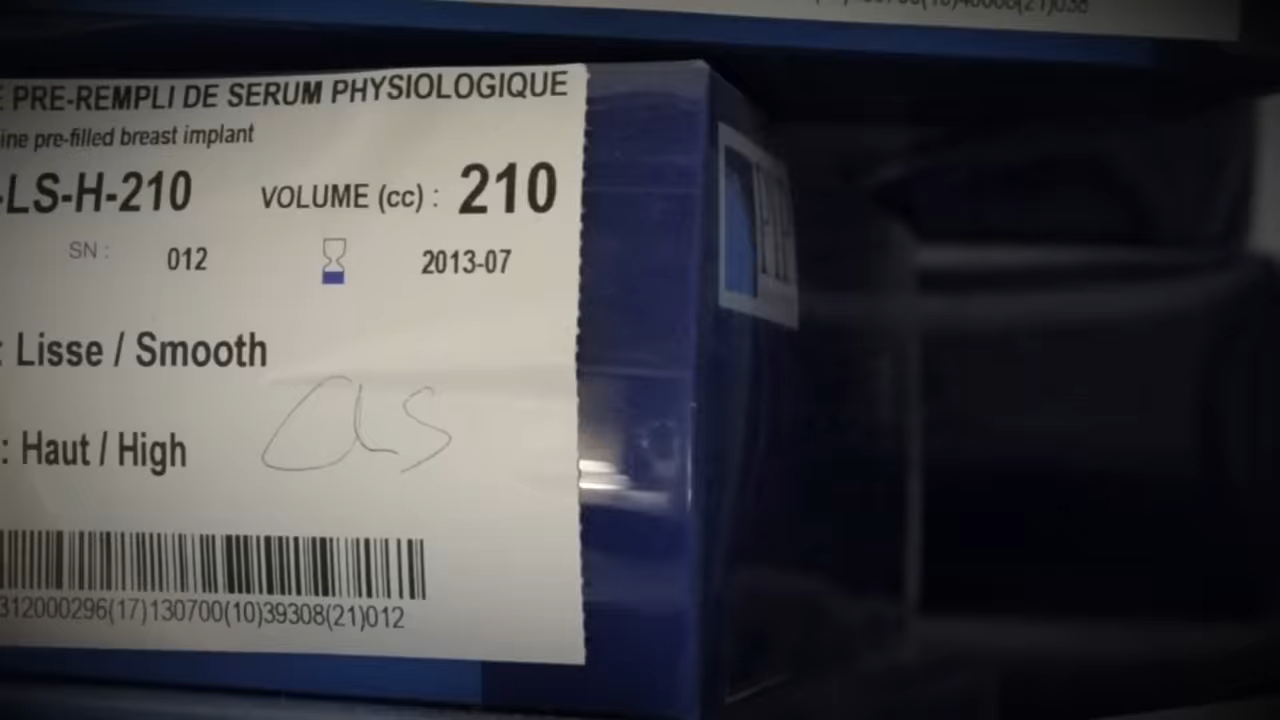 PRE-REMPLI DE SERUM PHYSIOLOGIQUE
ine pre-filled breast implant
-LS-H-210 VOLUME (cc) : 210
SN : 012 2013-07
: Lisse / Smooth
: Haut / High
312000296(17)130700(10)39308(21)012